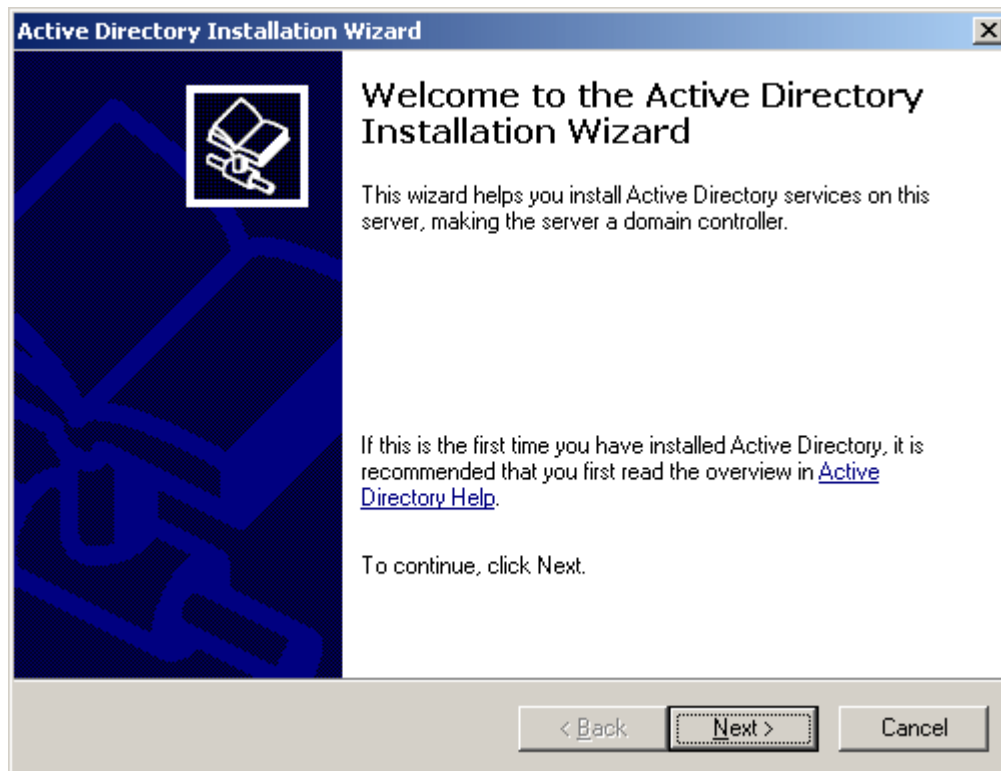 Active Directory Installation Wizard
Welcome to the Active Directory
Installation Wizard
This wizard helps you install Active Directory services on this
server, making the server a domain controller.
If this is the first time you have installed Active Directory, it is
recommended that you first read the overview in Active
Directory Help.
To continue, click Next.
< Back Next > Cancel